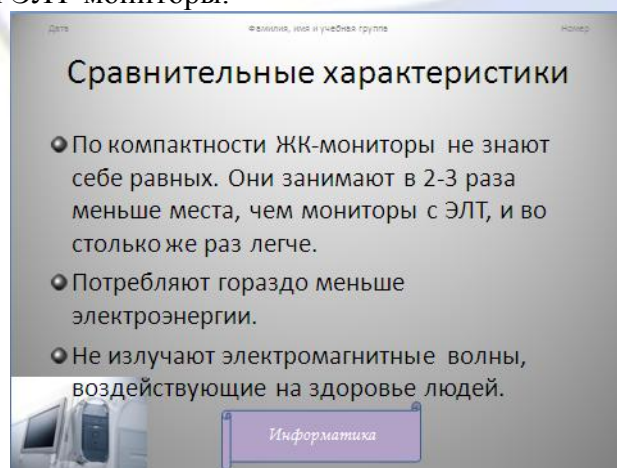 ЭЛТ-мониторы.
Дата Фамилия, имя и учебная группа Номер
Сравнительные характеристики
По компактности ЖК-мониторы не знают
себе равных. Они занимают в 2-3 раза
меньше места, чем мониторы с ЭЛТ, и во
столько же раз легче.
Потребляют гораздо меньше
электроэнергии.
Не излучают электромагнитные волны,
воздействующие на здоровье людей.
Информатика